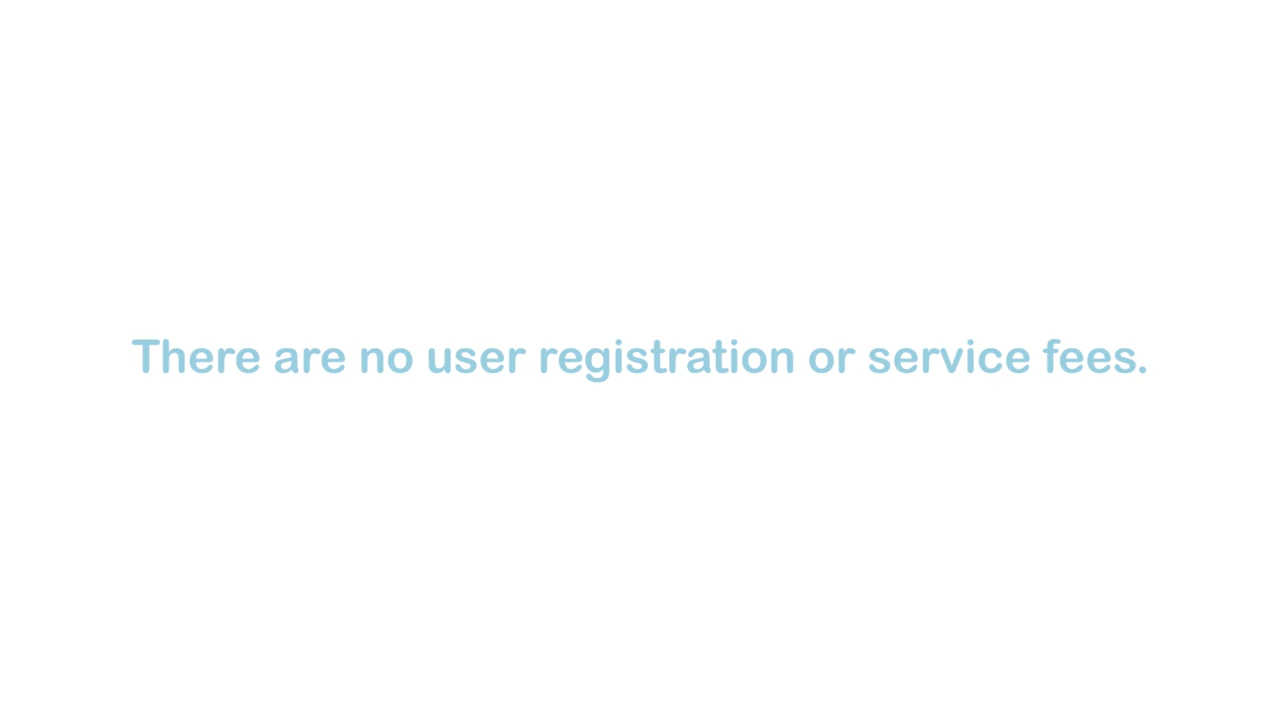 There are no user registration or service fees.